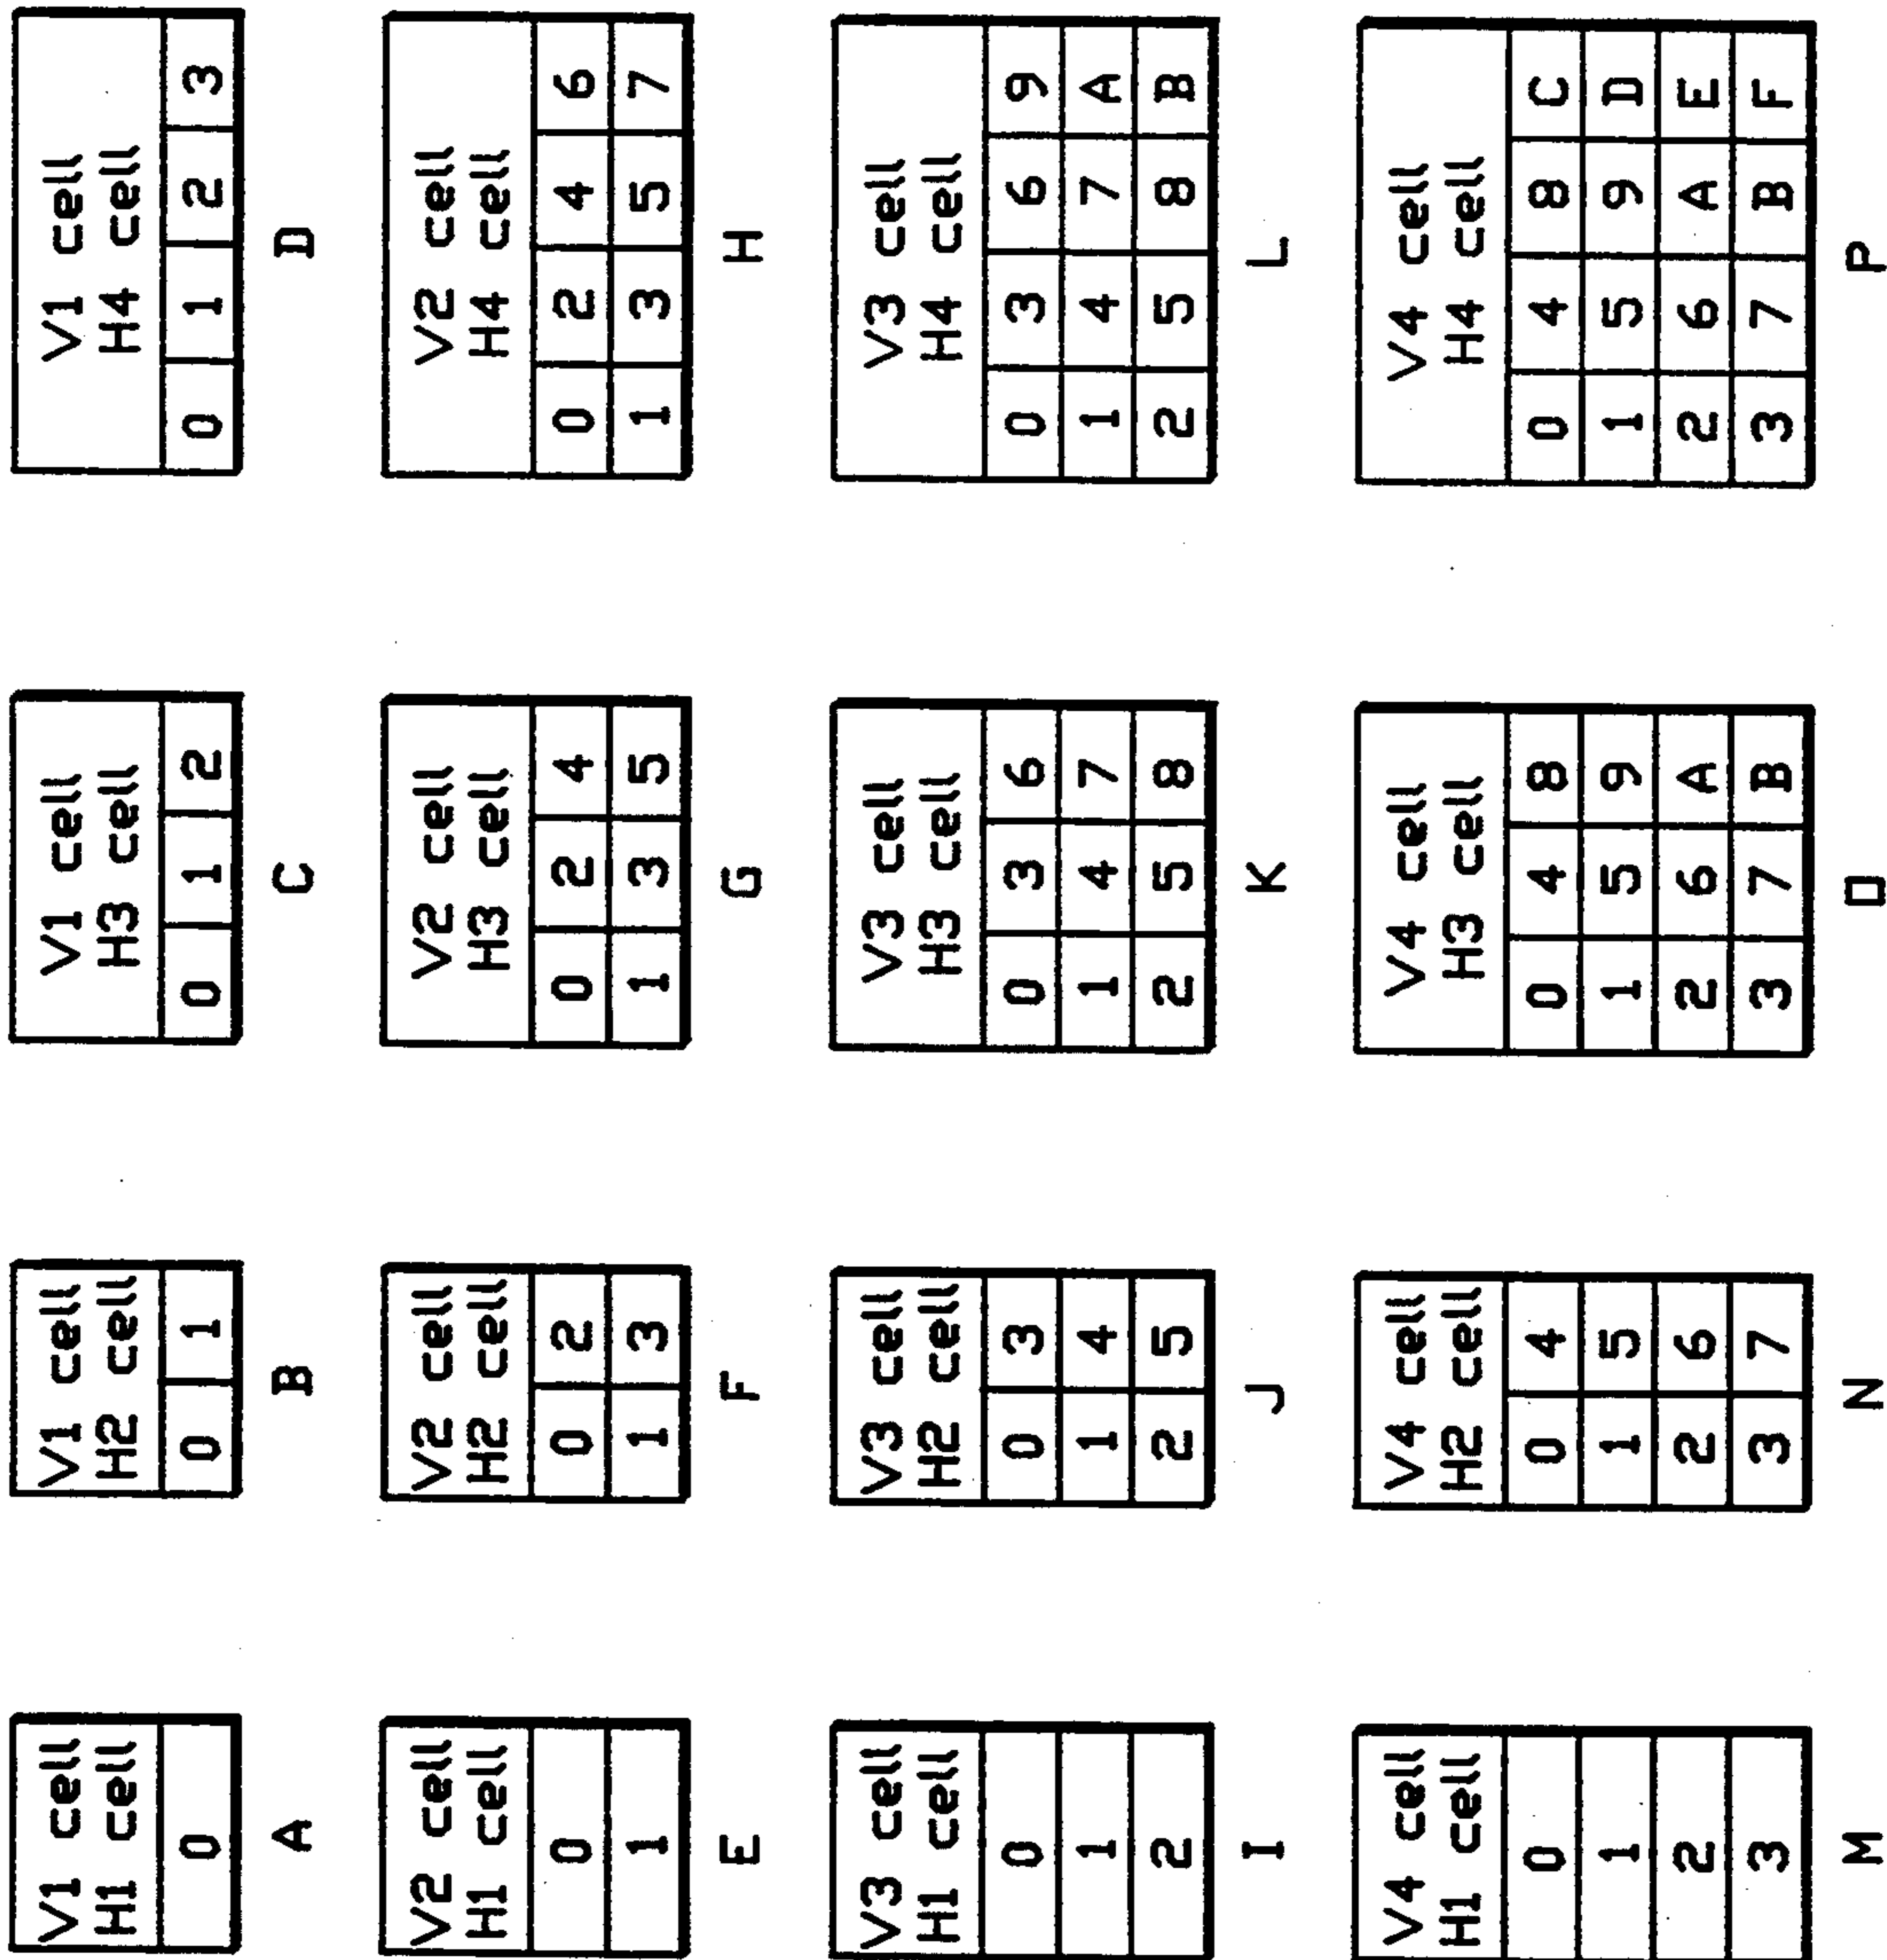 V1 cell
H1 cell
0
A
V1 cell
H2 cell
0 1
B
V1 cell
H3 cell
0 1 2
C
V1 cell
H4 cell
0 1 2 3
D
V2 cell
H1 cell
0
1
E
V2 cell
H2 cell
0 2
1 3
F
V2 cell
H3 cell
0 2 4
1 3 5
G
V2 cell
H4 cell
0 2 4 6
1 3 5 7
H
V3 cell
H1 cell
0
1
2
I
V3 cell
H2 cell
0 3
1 4
2 5
J
V3 cell
H3 cell
0 3 6
1 4 7
2 5 8
K
V3 cell
H4 cell
0 3 6 9
1 4 7 A
2 5 8 B
L
V4 cell
H1 cell
0
1
2
3
M
V4 cell
H2 cell
0 4
1 5
2 6
3 7
N
V4 cell
H3 cell
0 4 8
1 5 9
2 6 A
3 7 B
O
V4 cell
H4 cell
0 4 8 C
1 5 9 D
2 6 A E
3 7 B F
P